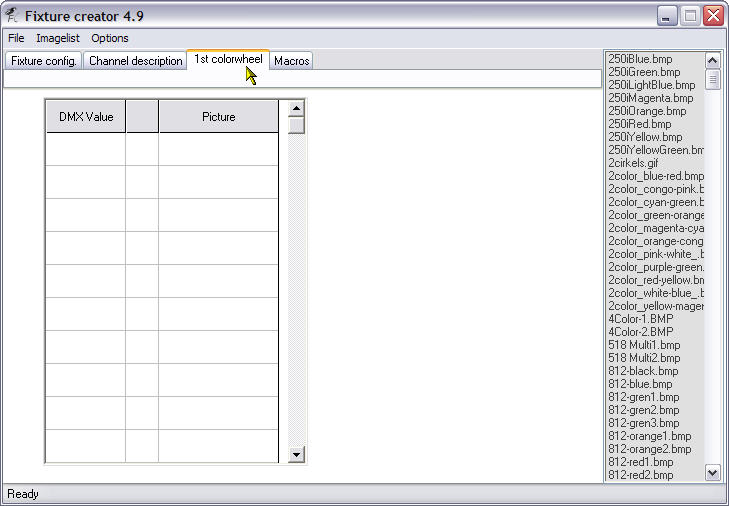 Fixture creator 4.9
File Imagelist Options
Fixture config. Channel description 1st colorwheel Macros
DMX Value Picture
250iBlue.bmp
250iGreen.bmp
250iLightBlue.bmp
250iMagenta.bmp
250iOrange.bmp
250iRed.bmp
250iYellow.bmp
250iYellowGreen.bm
2cirkels.gif
2color_blue-red.bmp
2color_congo-pink.b
2color_cyan-green.b
2color_green-orange
2color_magenta-cya
2color_orange-cong
2color_pink-white_.b
2color_purple-green.
2color_red-yellow.bm
2color_white-blue_.b
2color_yellow-mager
4Color-1.BMP
4Color-2.BMP
518 Multi1.bmp
518 Multi2.bmp
812-black.bmp
812-blue.bmp
812-gren1.bmp
812-gren2.bmp
812-gren3.bmp
812-orange1.bmp
812-orange2.bmp
812-red1.bmp
812-red2.bmp
Ready